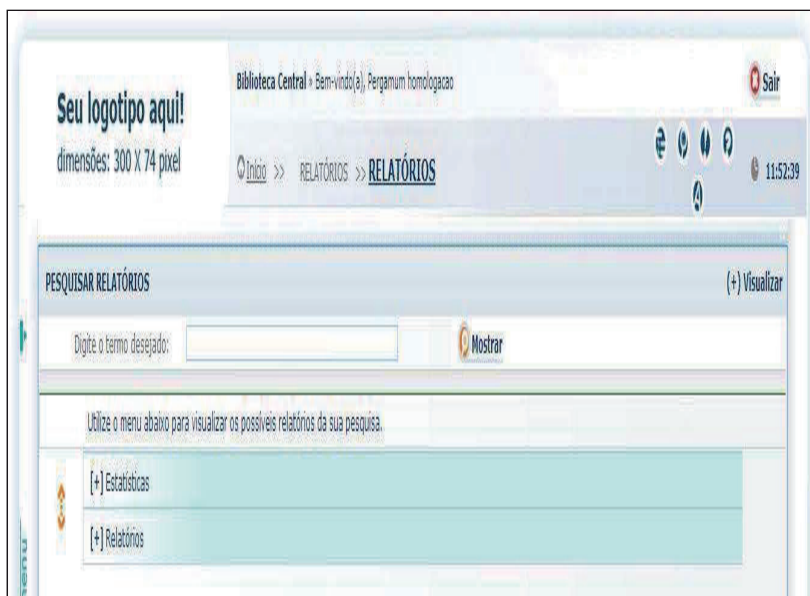 Biblioteca Central » Bem-vindo(a), Pergamum homologacao
Sair
Seu logotipo aqui!
dimensões: 300 X 74 pixel
Início >> RELATÓRIOS >> RELATÓRIOS
11:52:39
PESQUISAR RELATÓRIOS
(+) Visualizar
Digite o termo desejado:
Mostrar
Utilize o menu abaixo para visualizar os possíveis relatórios da sua pesquisa.
[+] Estatísticas
[+] Relatórios
enu